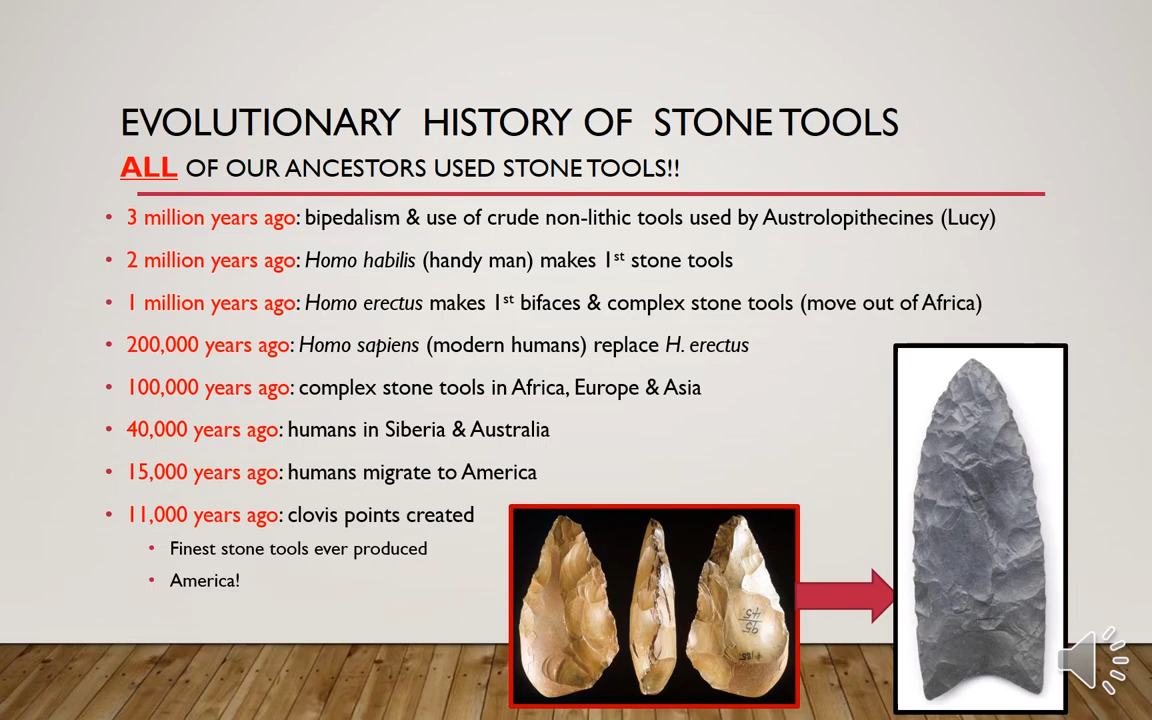 EVOLUTIONARY HISTORY OF STONE TOOLS
ALL OF OUR ANCESTORS USED STONE TOOLS!!
• 3 million years ago: bipedalism & use of crude non-lithic tools used by Austrolopithecines (Lucy)
• 2 million years ago: Homo habilis (handy man) makes 1st stone tools
• 1 million years ago: Homo erectus makes 1st bifaces & complex stone tools (move out of Africa)
• 200,000 years ago: Homo sapiens (modern humans) replace H. erectus
• 100,000 years ago: complex stone tools in Africa, Europe & Asia
• 40,000 years ago: humans in Siberia & Australia
• 15,000 years ago: humans migrate to America
• 11,000 years ago: clovis points created
• Finest stone tools ever produced
• America!